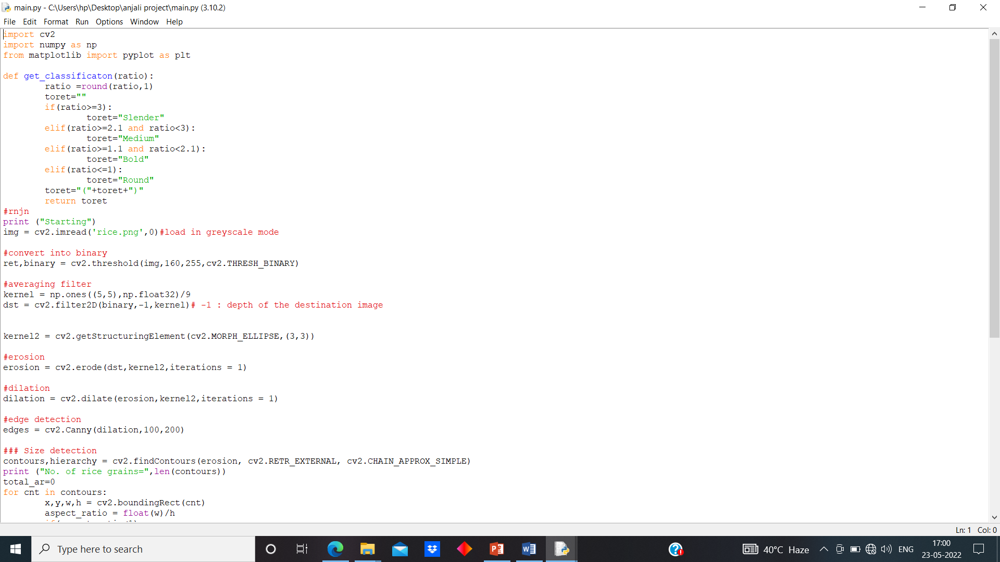 main.py - C:\Users\hp\Desktop\anjali project\main.py (3.10.2)
File Edit Format Run Options Window Help
import cv2
import numpy as np
from matplotlib import pyplot as plt
def get_classificaton(ratio):
        ratio =round(ratio,1)
        toret=""
        if(ratio>=3):
                toret="Slender"
        elif(ratio>=2.1 and ratio<3):
                toret="Medium"
        elif(ratio>=1.1 and ratio<2.1):
                toret="Bold"
        elif(ratio<=1):
                toret="Round"
        toret="("+toret+")"
        return toret
#rnjn
print ("Starting")
img = cv2.imread('rice.png',0)#load in greyscale mode
#convert into binary
ret,binary = cv2.threshold(img,160,255,cv2.THRESH_BINARY)
#averaging filter
kernel = np.ones((5,5),np.float32)/9
dst = cv2.filter2D(binary,-1,kernel)# -1 : depth of the destination image
kernel2 = cv2.getStructuringElement(cv2.MORPH_ELLIPSE,(3,3))
#erosion
erosion = cv2.erode(dst,kernel2,iterations = 1)
#dilation
dilation = cv2.dilate(erosion,kernel2,iterations = 1)
#edge detection
edges = cv2.Canny(dilation,100,200)
### Size detection
contours,hierarchy = cv2.findContours(erosion, cv2.RETR_EXTERNAL, cv2.CHAIN_APPROX_SIMPLE)
print ("No. of rice grains=",len(contours))
total_ar=0
for cnt in contours:
        x,y,w,h = cv2.boundingRect(cnt)
        aspect_ratio = float(w)/h
Ln: 1 Col: 0
Type here to search
40°C Haze
ENG
17:00
23-05-2022